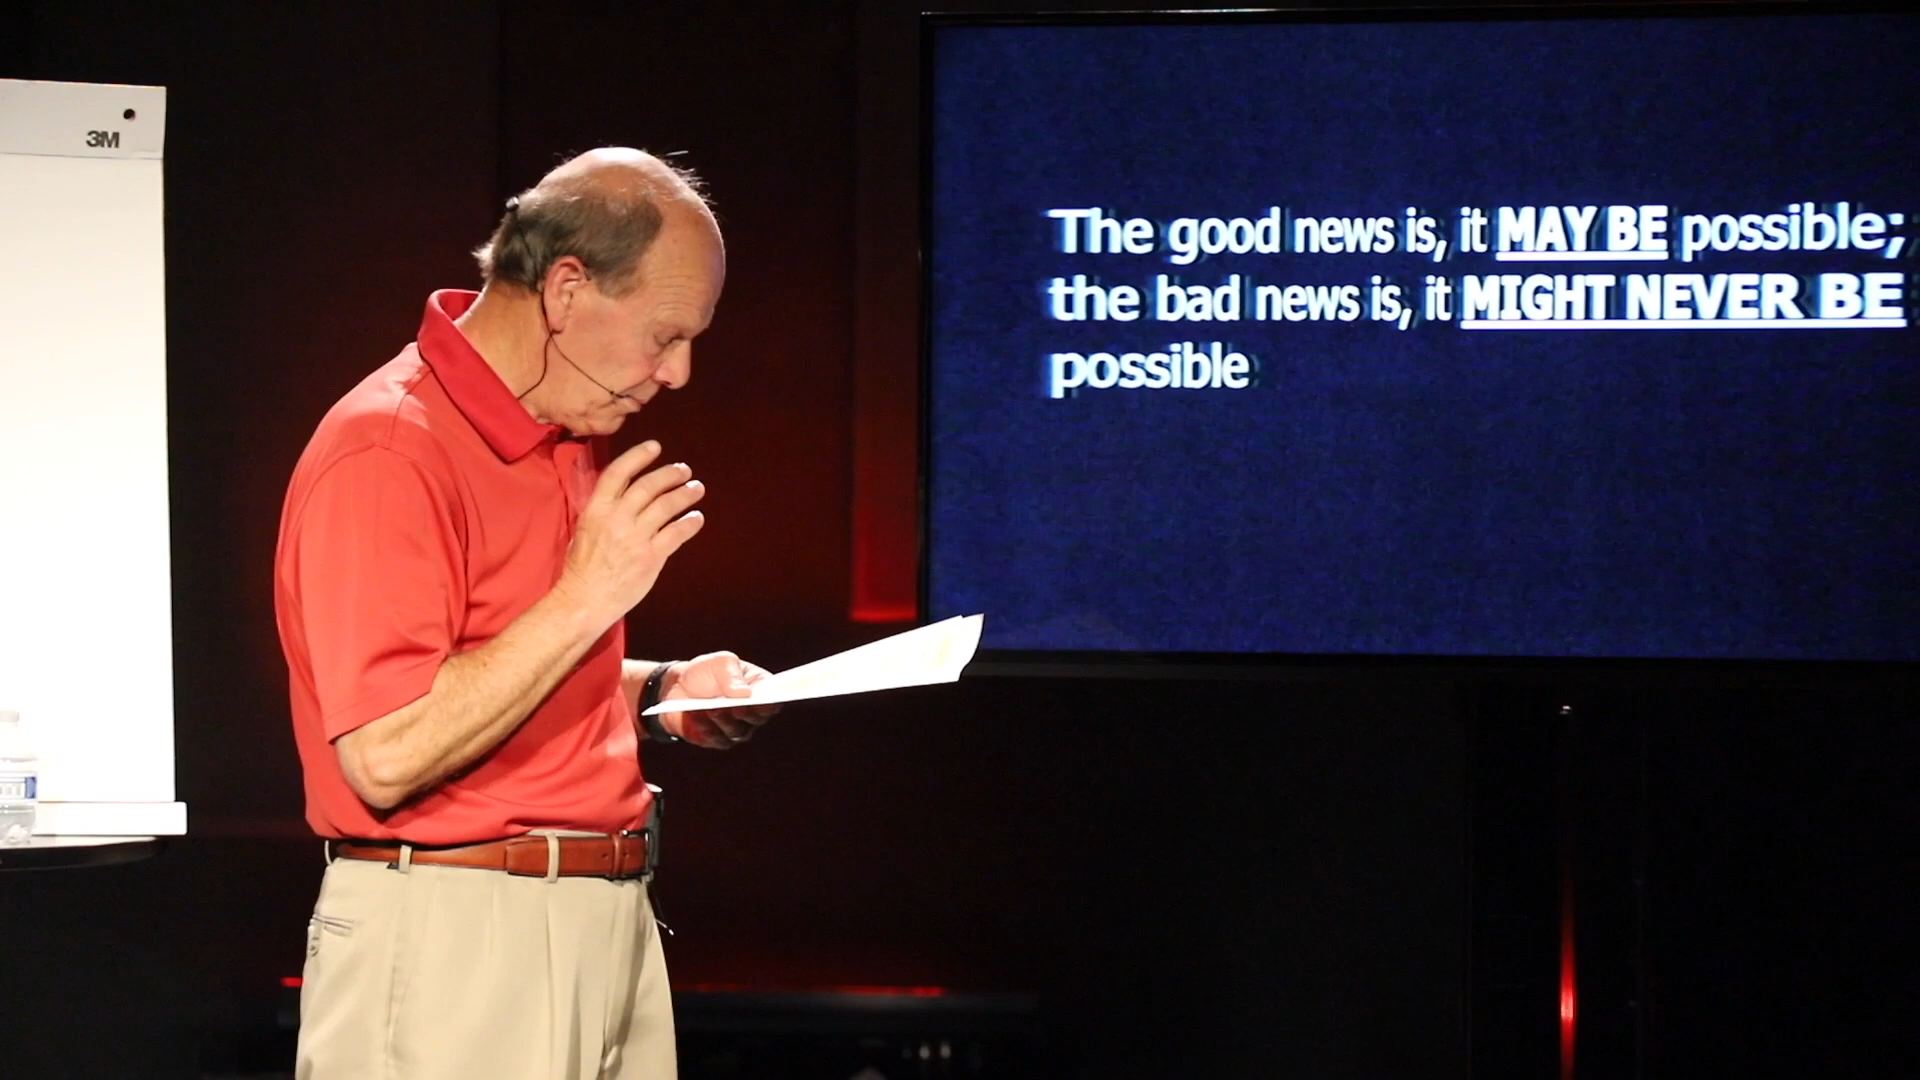 3M
The good news is, it MAY BE possible;
the bad news is, it MIGHT NEVER BE
possible